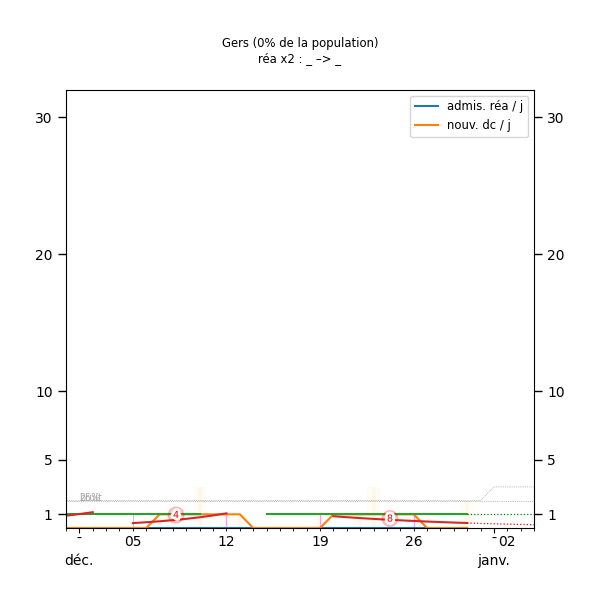 Gers (0% de la population)
réa x2 : _ –> _
admis. réa / j
nouv. dc / j
30 30
20 20
10 10
5 5
1 1
4
8
- 05 12 19 26 - 02
déc. janv.